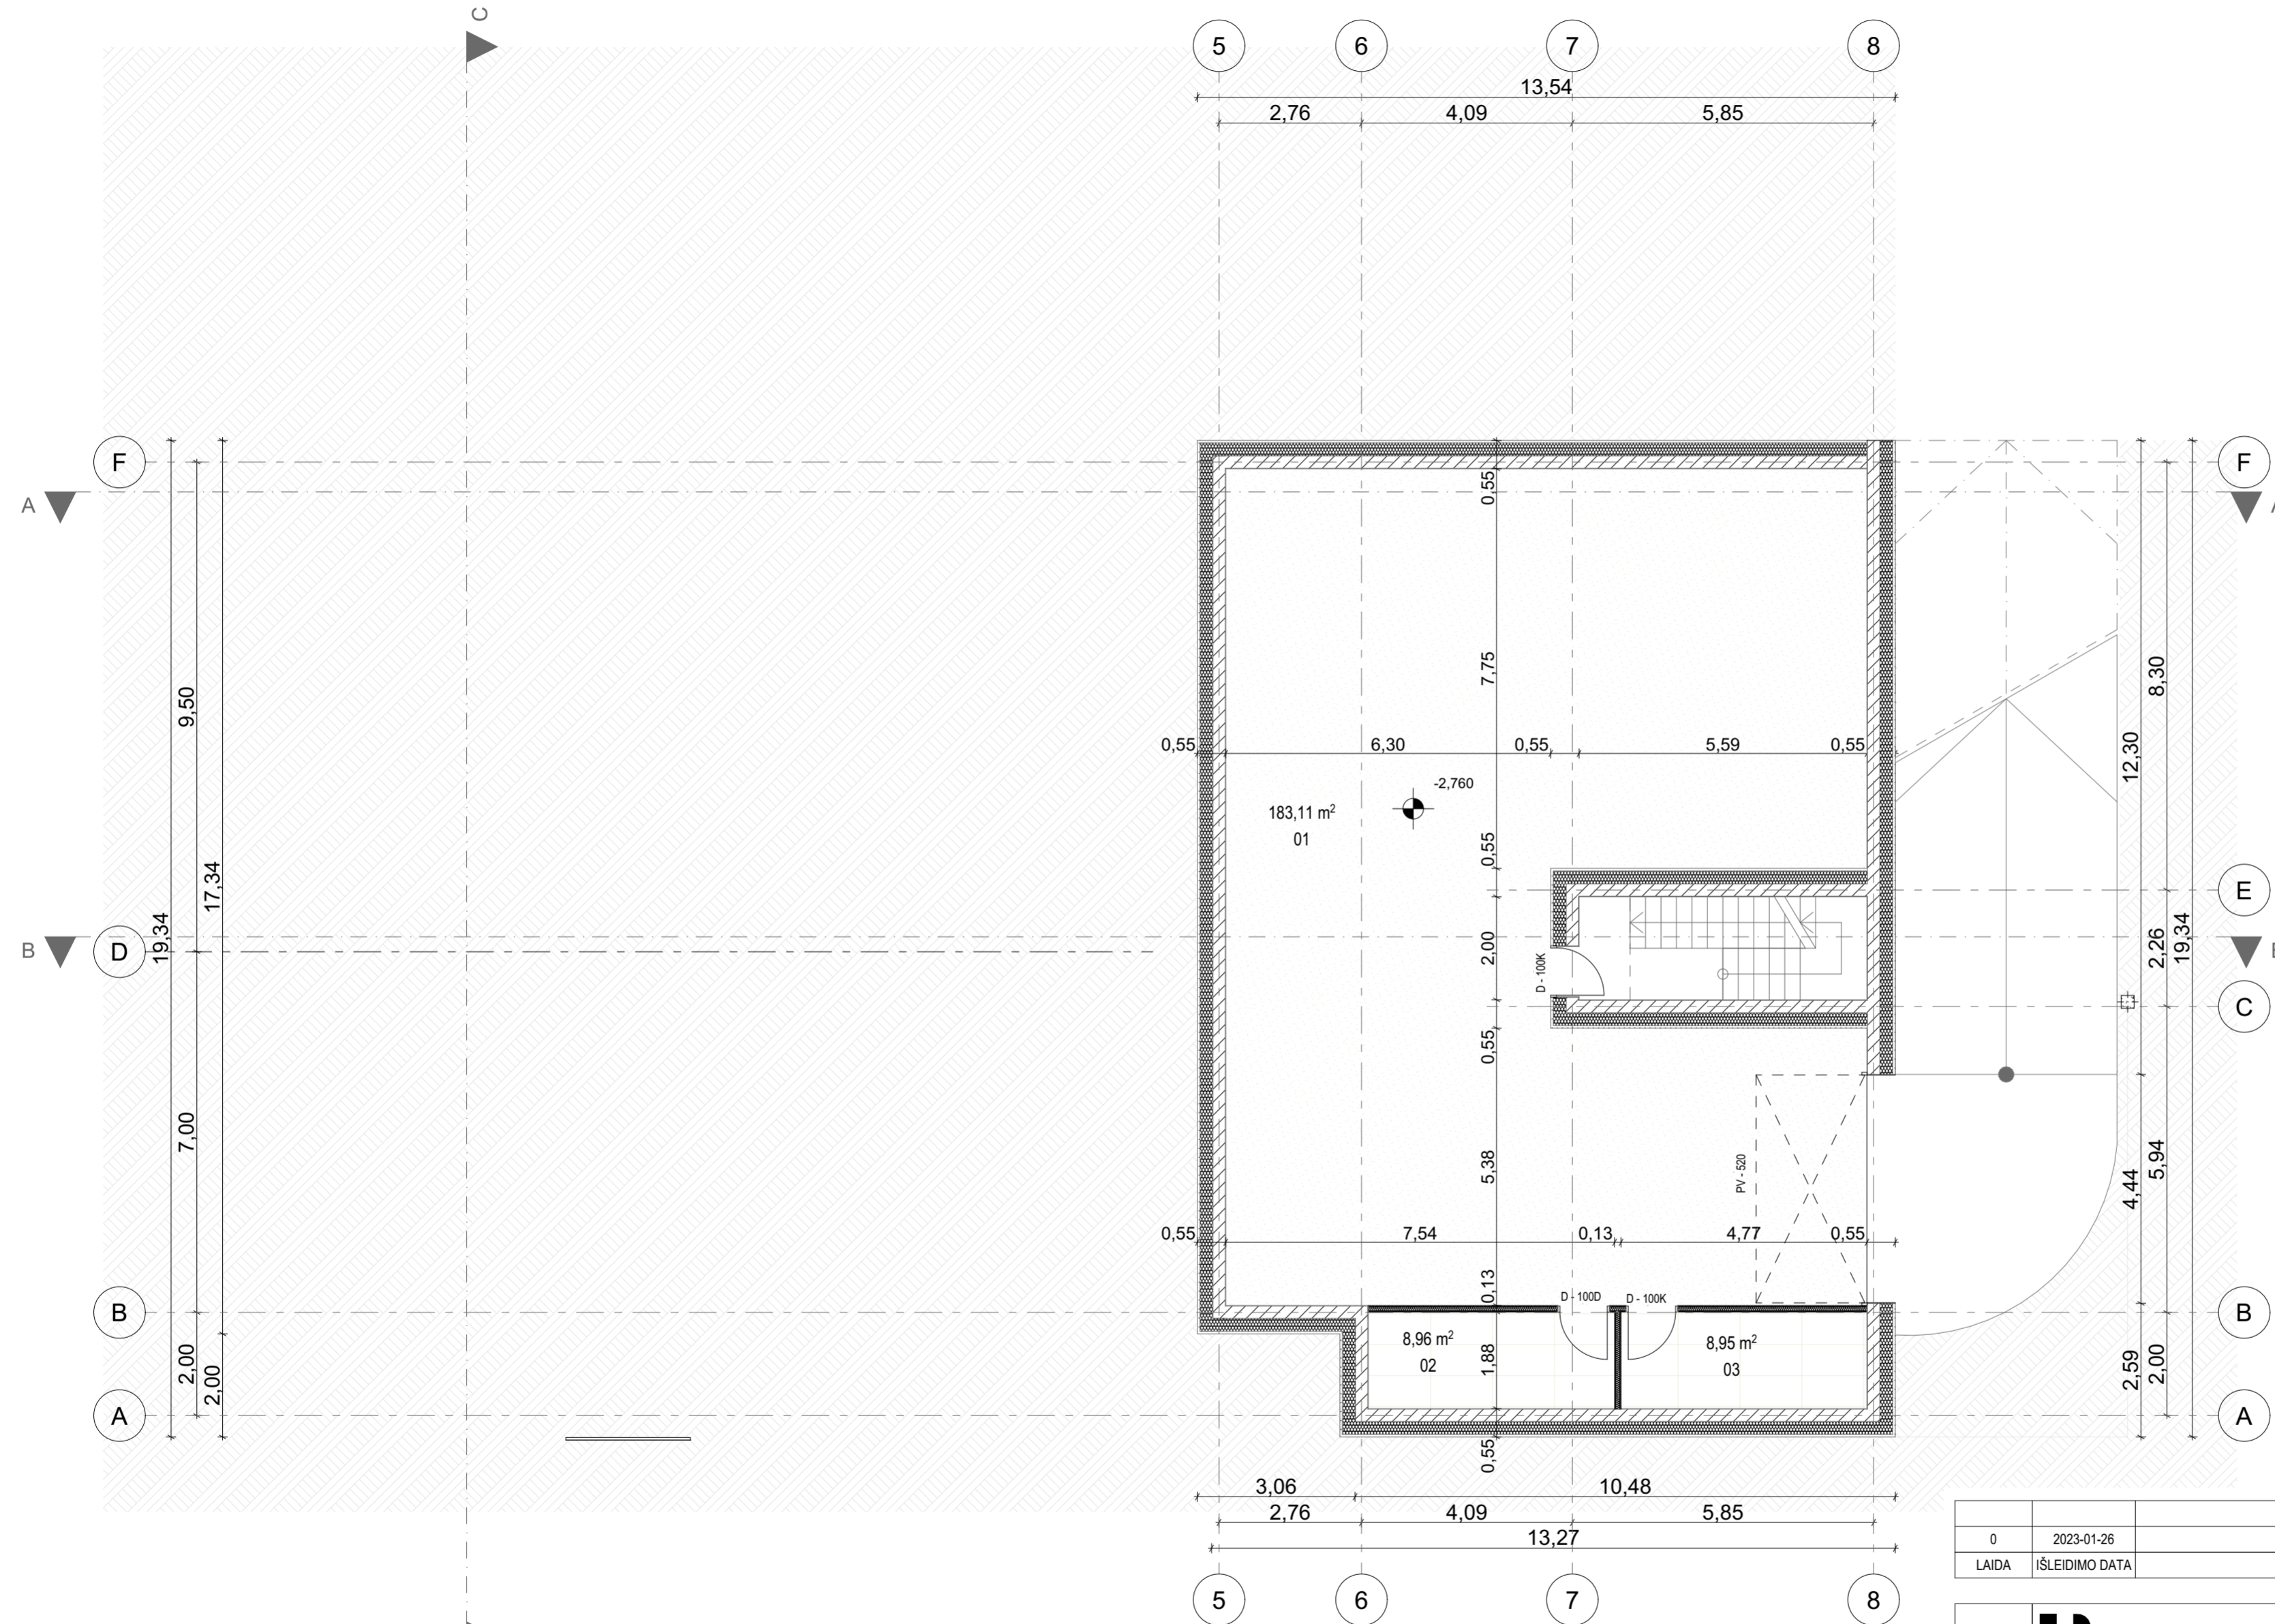 C
5 6 7 8
13,54
2,76 4,09 5,85
F F
A
0,55
9,50
7,75
8,30
12,30
0,55 6,30 0,55 5,59 0,55
-2,760
183,11 m²
01
0,55
17,34
19,34
E
B
D
2,00
D - 100K
2,26
19,34
C
0,55
7,00
5,38
PV - 520
5,94
4,44
0,55 7,54 0,13 4,77 0,55
0,13
D - 100D D - 100K
B B
8,96 m²
02
8,95 m²
03
1,88
2,00
2,00
2,59
2,00
A A
0,55
3,06 10,48
2,76 4,09 5,85
13,27
5 6 7 8
0 2023-01-26
LAIDA IŠLEIDIMO DATA